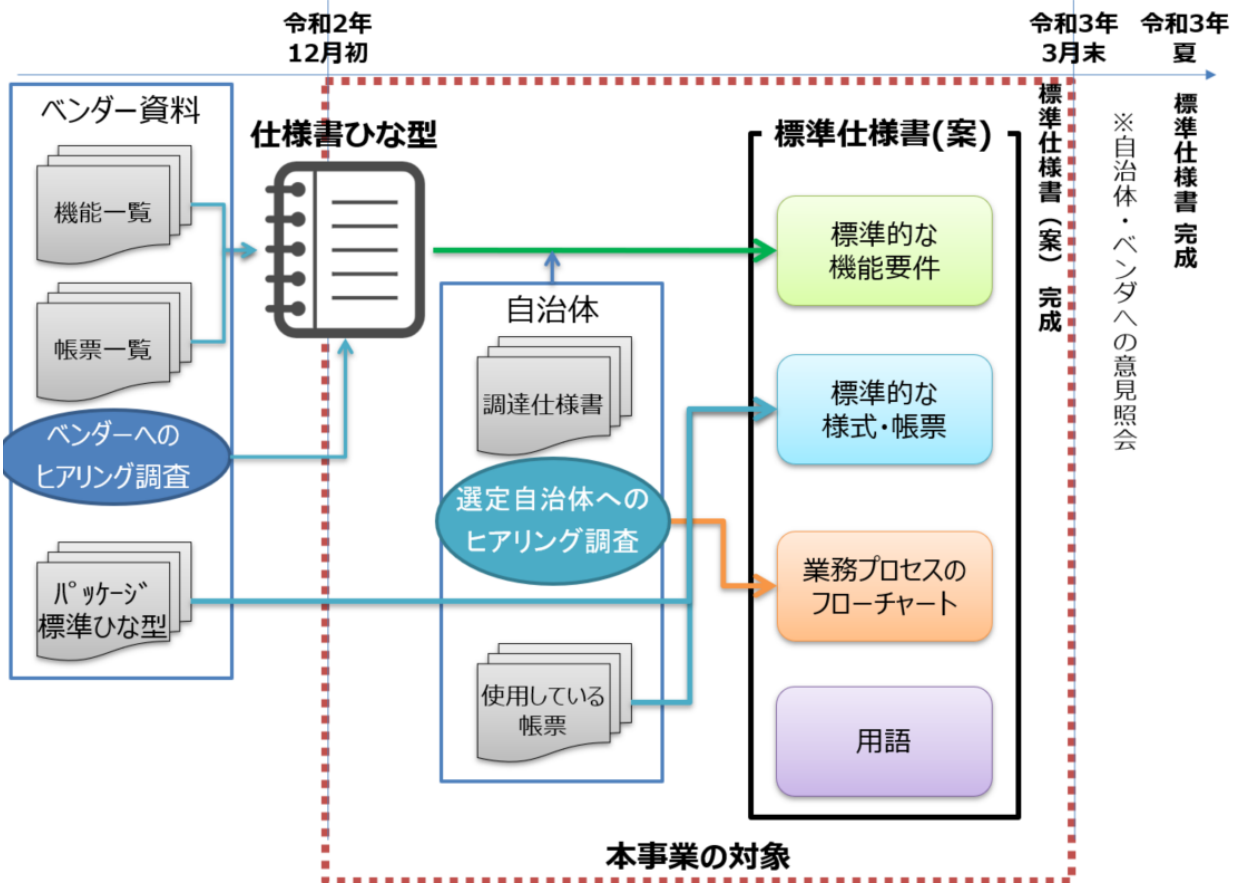 令和2年
12月初
令和3年
3月末
令和3年
夏
ベンダー資料
機能一覧
帳票一覧
ベンダーへの
ヒアリング調査
パッケージ
標準ひな型
仕様書ひな型
自治体
調達仕様書
選定自治体への
ヒアリング調査
使用している
帳票
標準仕様書(案)
標準的な
機能要件
標準的な
様式・帳票
業務プロセスの
フローチャート
用語
標準仕様書（案） 完成
※自治体・ベンダへの意見照会
標準仕様書 完成
本事業の対象